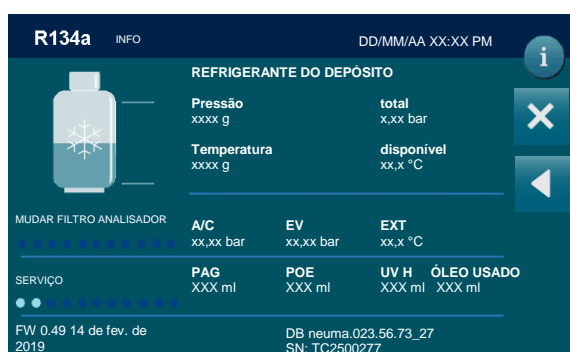 R134a INFO DD/MM/AA XX:XX PM
i
REFRIGERANTE DO DEPÓSITO
Pressão total
xxxx g x,xx bar
Temperatura disponível
xxxx g xx,x °C
MUDAR FILTRO ANALISADOR
A/C EV EXT
xx,xx bar xx,xx bar xx,x °C
SERVIÇO
PAG POE UV H ÓLEO USADO
XXX ml XXX ml XXX ml XXX ml
FW 0.49 14 de fev. de
2019
DB neuma.023.56.73_27
SN: TC2500277